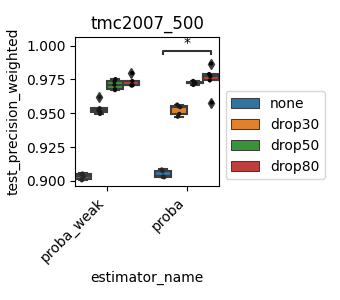 tmc2007_500
test_precision_weighted
1.000
0.975
0.950
0.925
0.900
*
none
drop30
drop50
drop80
proba_weak
proba
estimator_name